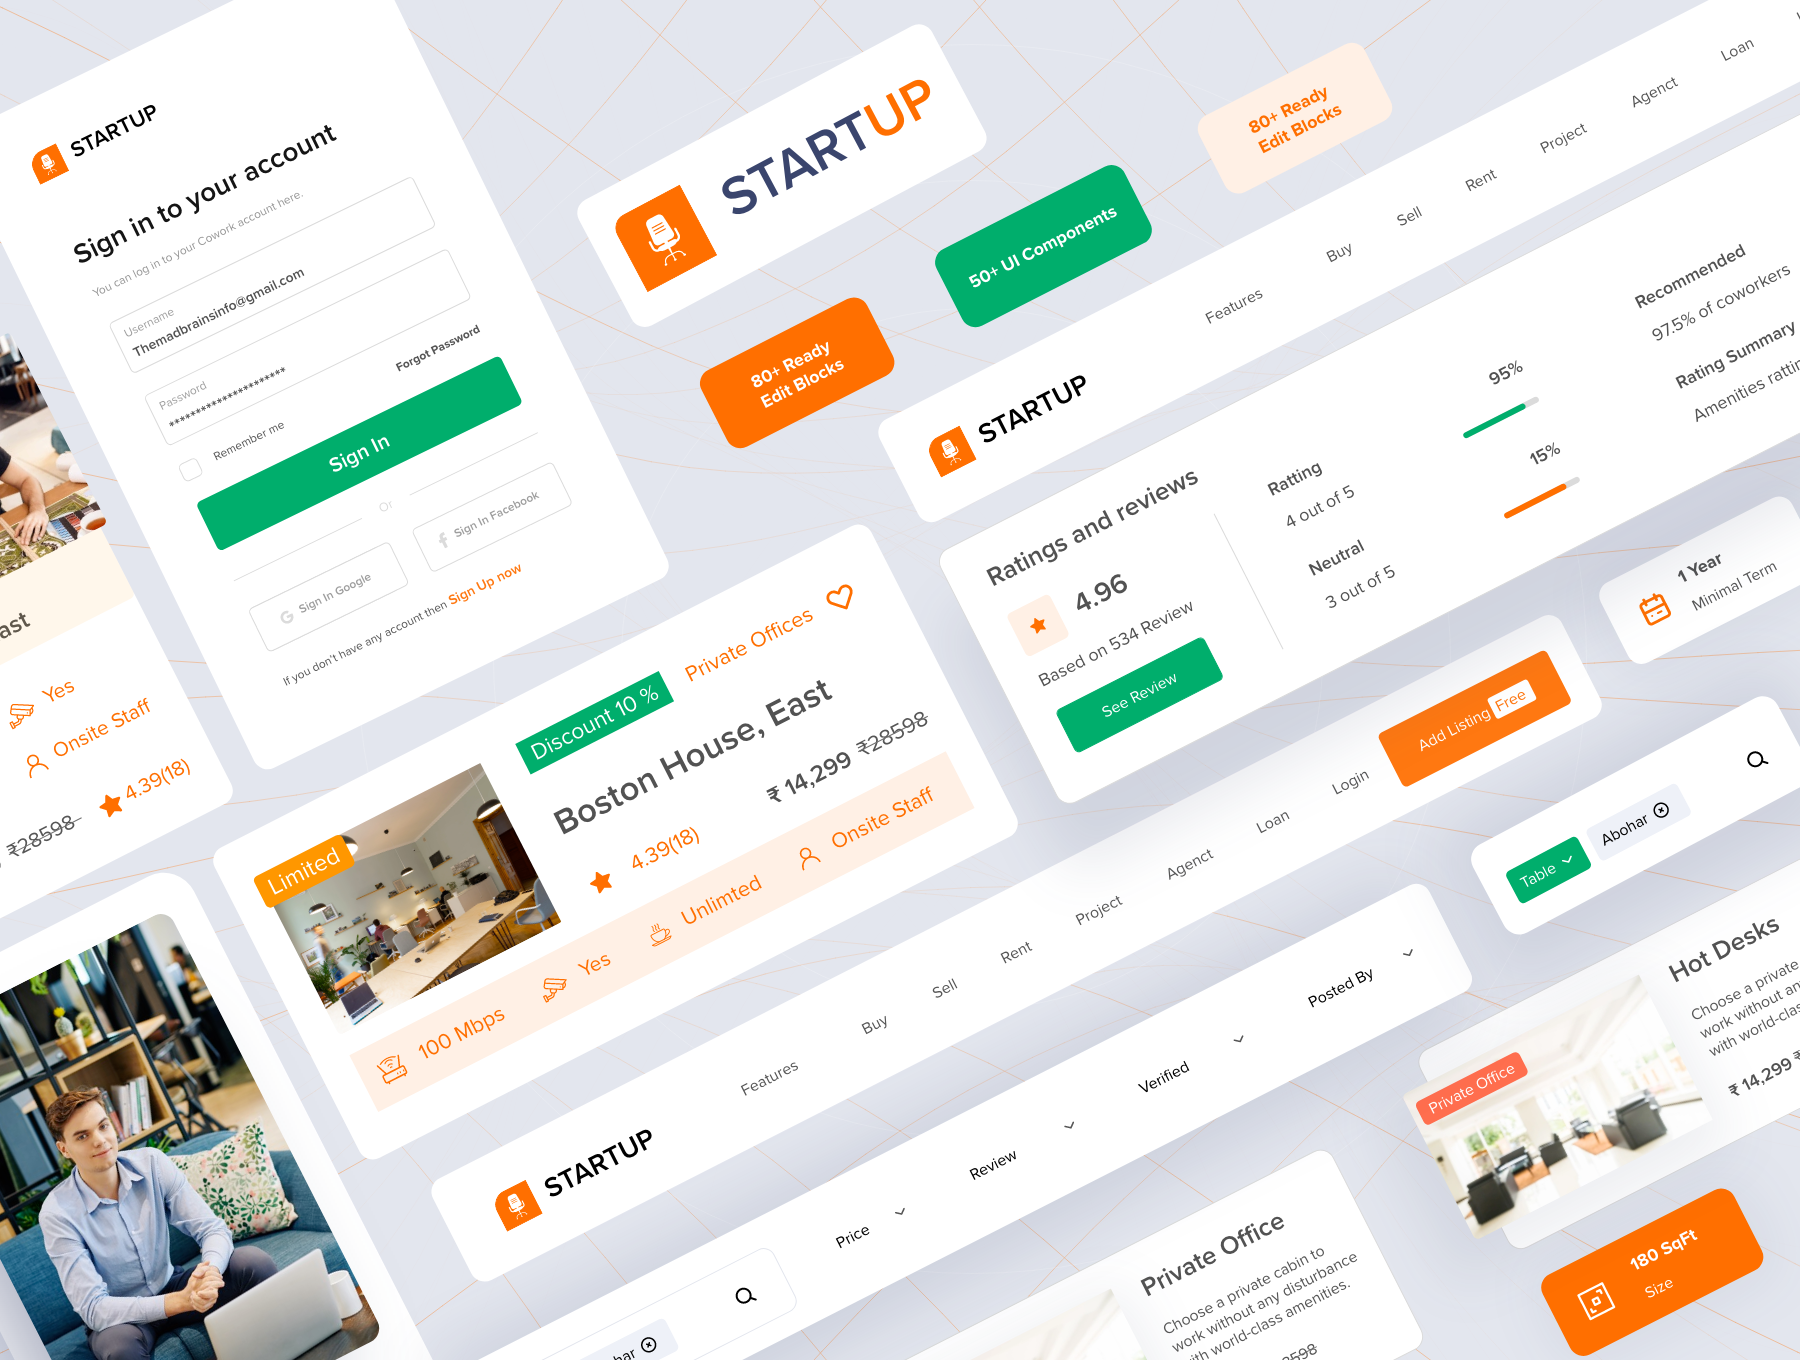 STARTUP
Sign in to your account
You can log in to your Cowork account here.
Username
Themadbrainsinfo@gmail.com
Password
***********************
Remember me
Forgot Password
Sign In
Or
Sign In Google
Sign In Facebook
If you don't have any account then Sign Up now
STARTUP
80+ Ready
Edit Blocks
50+ UI Components
80+ Ready
Edit Blocks
STARTUP
Features
Buy
Sell
Rent
Project
Agenct
Loan
Ratings and reviews
4.96
Based on 534 Review
See Review
Ratting
4 out of 5
95%
Neutral
3 out of 5
15%
Recommended
97.5% of coworkers
Rating Summary
Amenities
1 Year
Minimal Term
Yes
Onsite Staff
₹28598
4.39(18)
Limited
Discount 10 %
Private Offices
Boston House, East
₹ 14,299 ₹28598
4.39(18)
100 Mbps
Yes
Unlimted
Onsite Staff
STARTUP
Features
Buy
Sell
Rent
Project
Agenct
Loan
Login
Add Listing Free
Table
Abohar
Price
Review
Verified
Posted By
Hot Desks
Choose a private
work without
with
₹ 14,299
Private Office
180 SqFt
Size
Private Office
Choose a private cabin to
work without any disturbance
with world-class amenities.